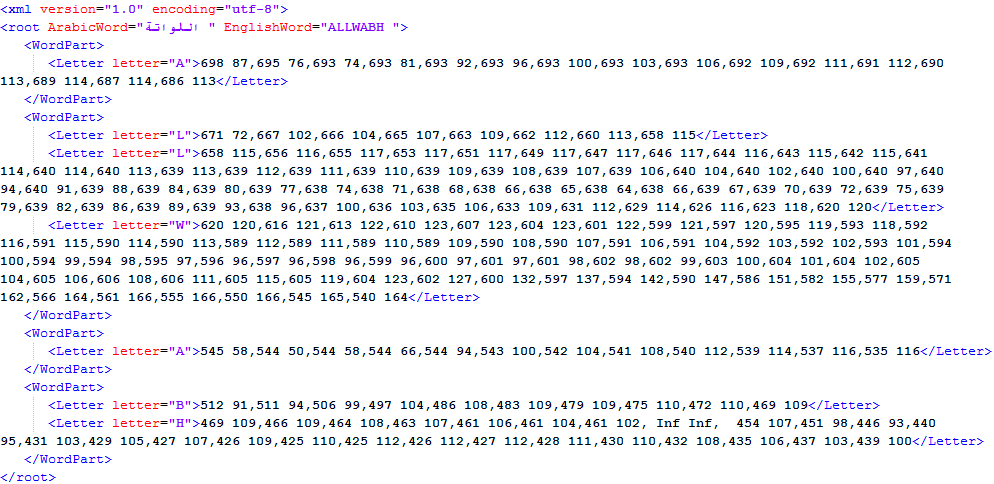 <xml version="1.0" encoding="utf-8">
<root ArabicWord="اللواتة " EnglishWord="ALLWABH ">
<WordPart>
<Letter letter="A">698 87,695 76,693 74,693 81,693 92,693 96,693 100,693 103,693 106,692 109,692 111,691 112,690
113,689 114,687 114,686 113</Letter>
</WordPart>
<WordPart>
<Letter letter="L">671 72,667 102,666 104,665 107,663 109,662 112,660 113,658 115</Letter>
<Letter letter="L">658 115,656 116,655 117,653 117,651 117,649 117,647 117,646 117,644 116,643 115,642 115,641
114,640 114,640 113,639 113,639 112,639 111,639 110,639 109,639 108,639 107,639 106,640 104,640 102,640 100,640 97,640
94,640 91,639 88,639 84,639 80,639 77,638 74,638 71,638 68,638 66,638 65,638 64,638 66,639 67,639 70,639 72,639 75,639
79,639 82,639 86,639 89,639 93,638 96,637 100,636 103,635 106,633 109,631 112,629 114,626 116,623 118,620 120</Letter>
<Letter letter="W">620 120,616 121,613 122,610 123,607 123,604 123,601 122,599 121,597 120,595 119,593 118,592
116,591 115,590 114,590 113,589 112,589 111,589 110,589 109,590 108,590 107,591 106,591 104,592 103,592 102,593 101,594
100,594 99,594 98,595 97,596 96,597 96,598 96,599 96,600 97,601 97,601 98,602 98,602 99,603 100,604 101,604 102,605
104,605 106,606 108,606 111,605 115,605 119,604 123,602 127,600 132,597 137,594 142,590 147,586 151,582 155,577 159,571
162,566 164,561 166,555 166,550 166,545 165,540 164</Letter>
</WordPart>
<WordPart>
<Letter letter="A">545 58,544 50,544 58,544 66,544 94,543 100,542 104,541 108,540 112,539 114,537 116,535 116</Letter>
</WordPart>
<WordPart>
<Letter letter="B">512 91,511 94,506 99,497 104,486 108,483 109,479 109,475 110,472 110,469 109</Letter>
<Letter letter="H">469 109,466 109,464 108,463 107,461 106,461 104,461 102, Inf Inf,  454 107,451 98,446 93,440
95,431 103,429 105,427 107,426 109,425 110,425 112,426 112,427 112,428 111,430 110,432 108,435 106,437 103,439 100</Letter>
</WordPart>
</root>